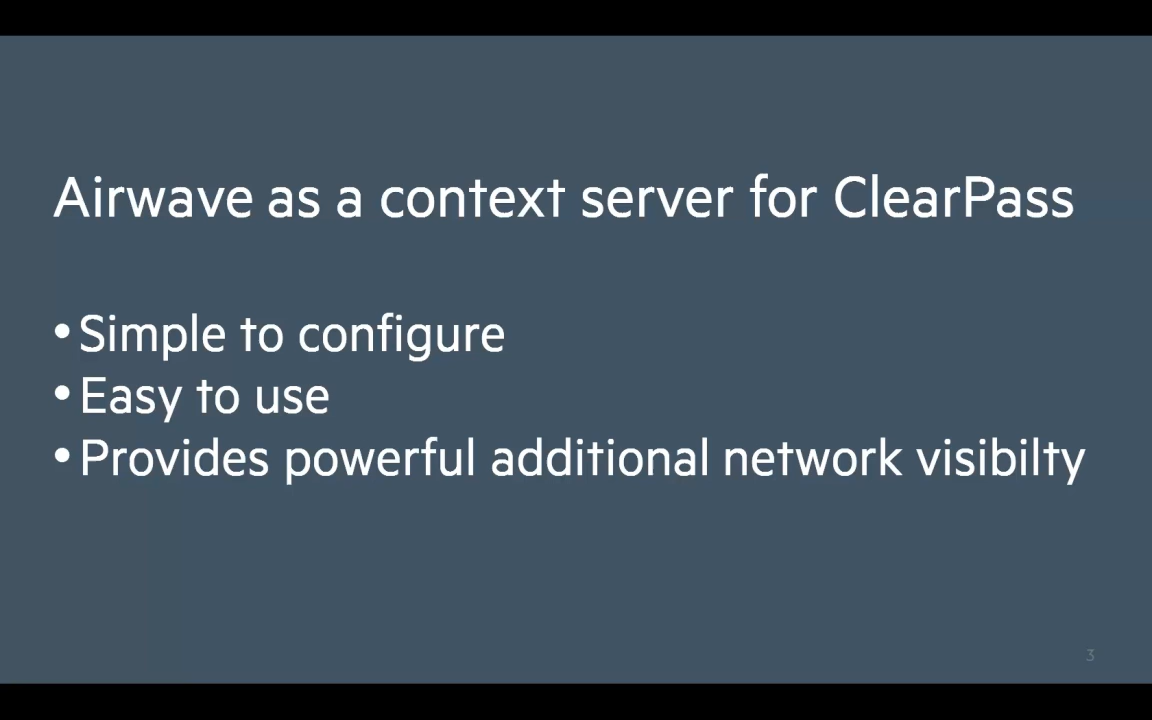 Airwave as a context server for ClearPass
•Simple to configure
•Easy to use
•Provides powerful additional network visibilty
3